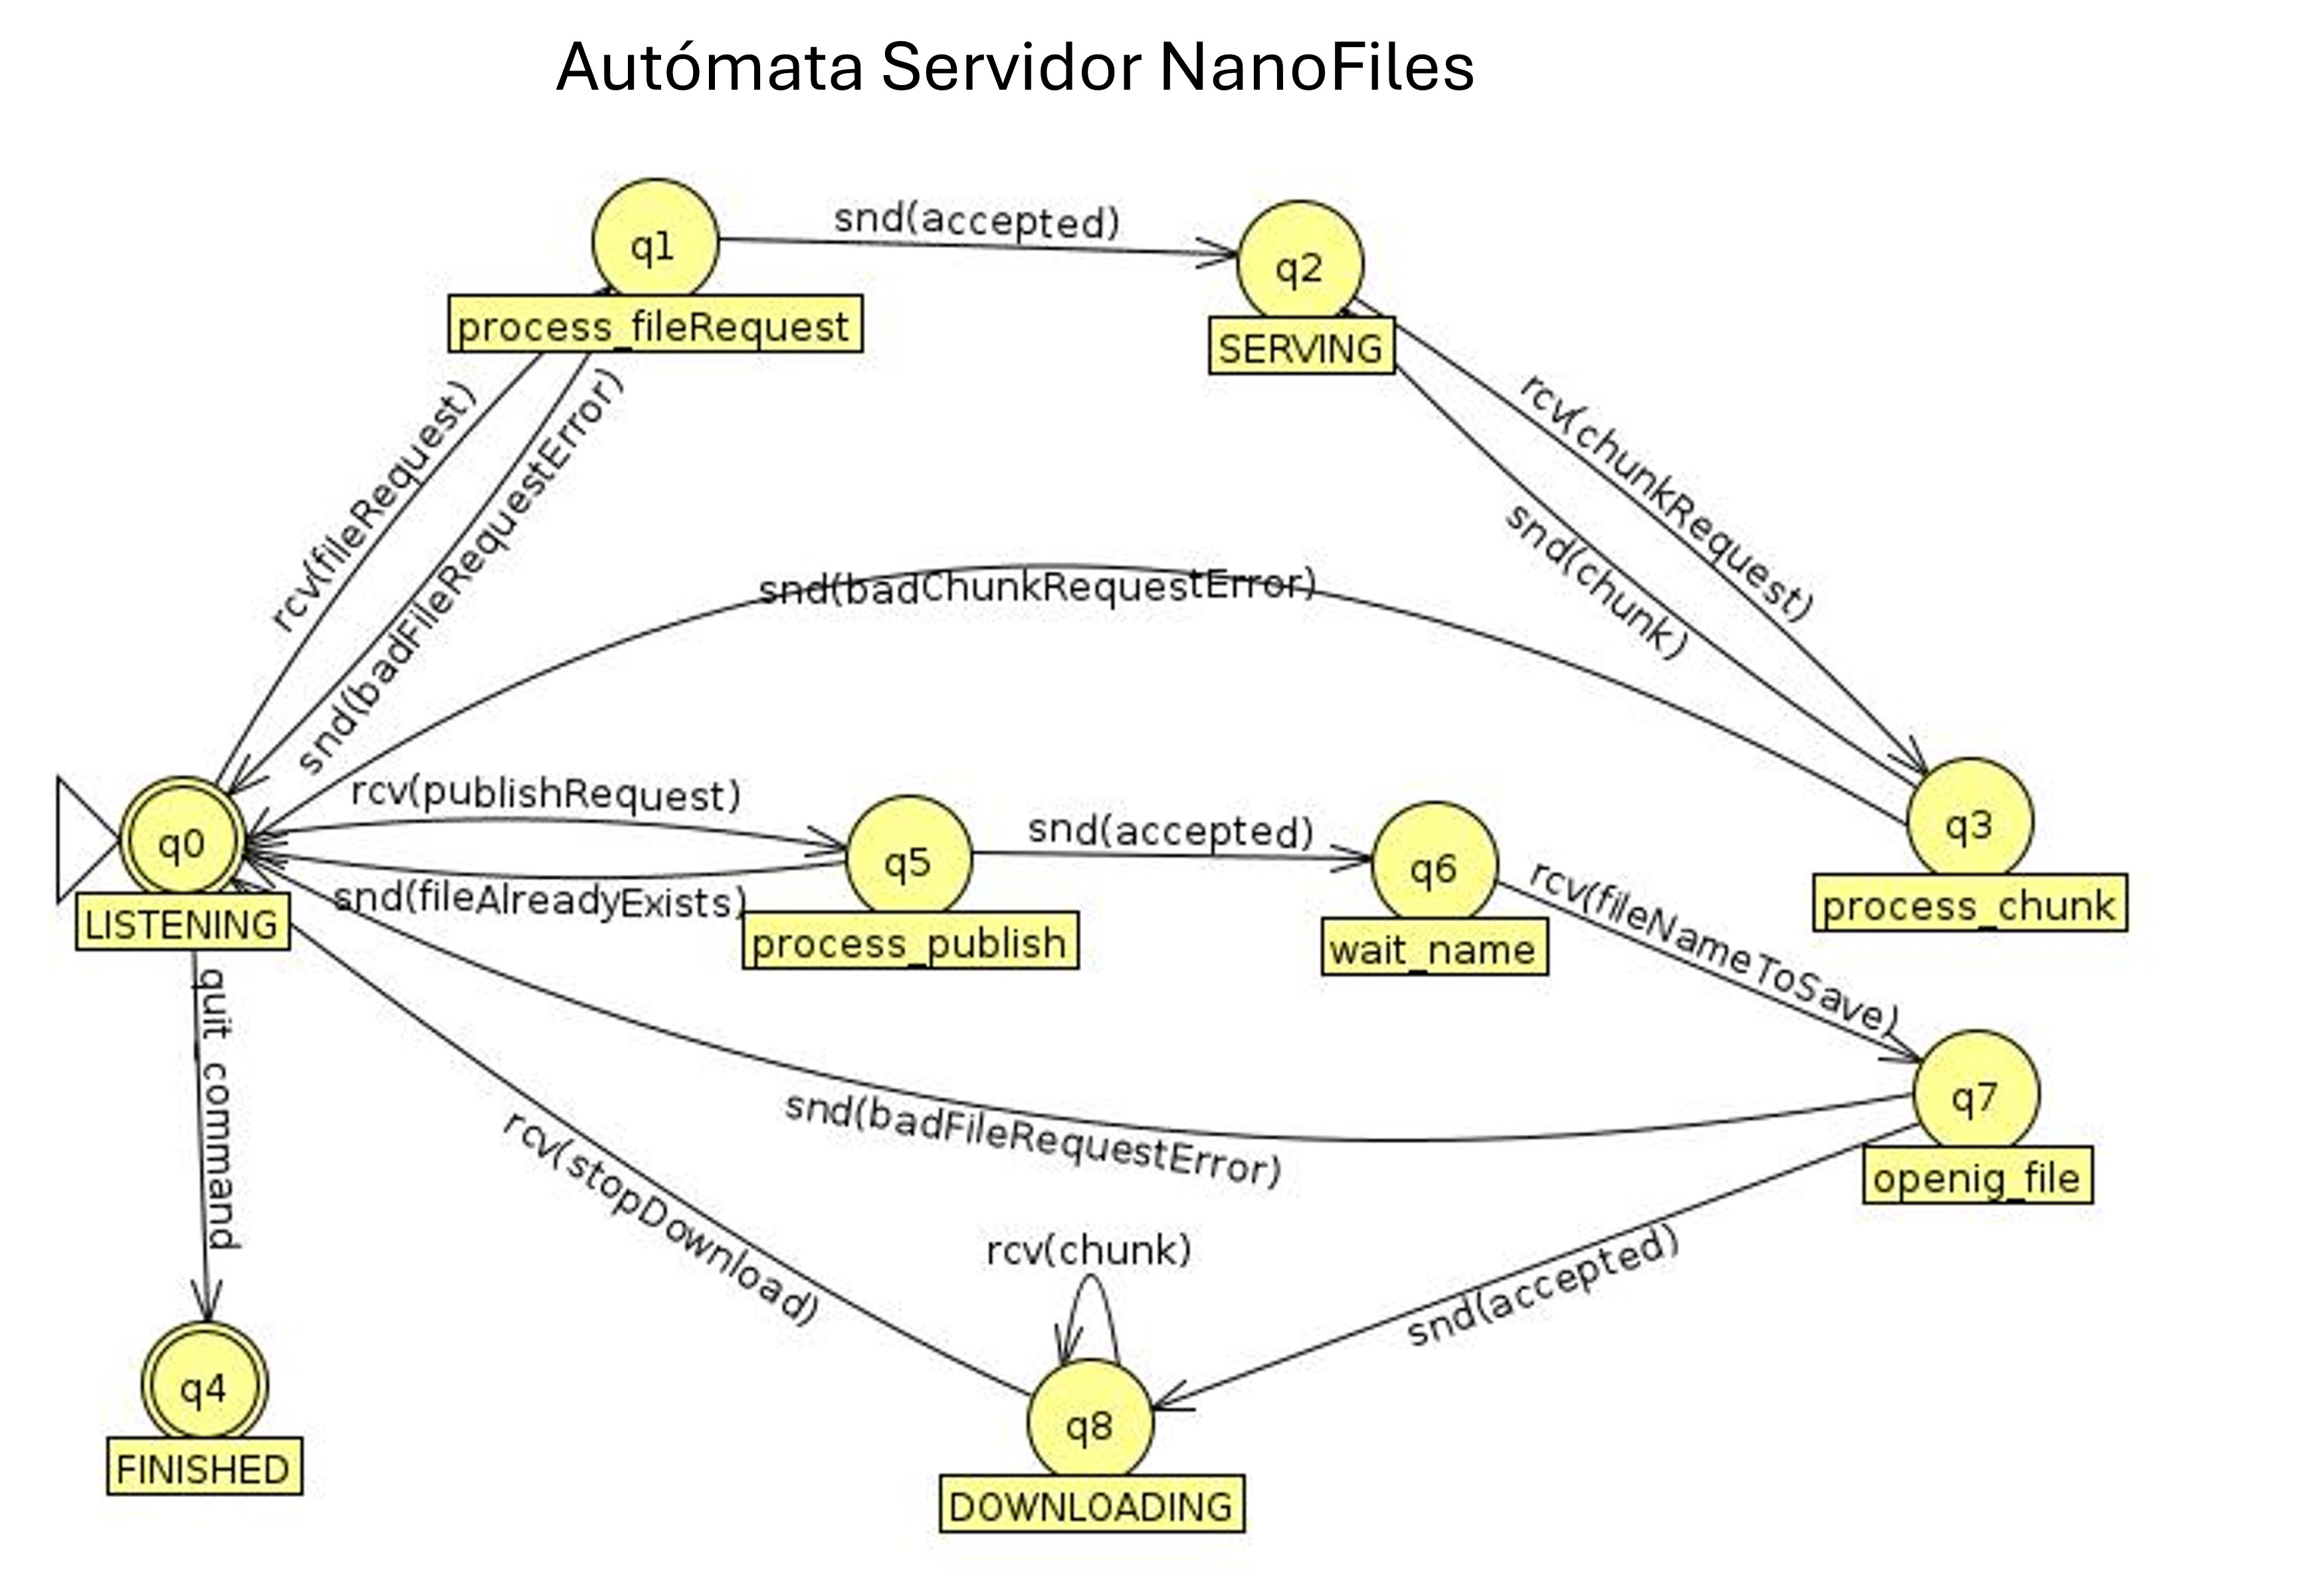 Autómata Servidor NanoFiles
q1
process_fileRequest
snd(accepted)
q2
SERVING
rcv(fileRequest)
snd(badFileRequestError)
rcv(chunkRequest)
snd(chunk)
snd(badChunkRequestError)
q0
LISTENING
rcv(publishRequest)
snd(fileAlreadyExists)
q5
process_publish
snd(accepted)
q6
wait_name
rcv(fileNameToSave)
q3
process_chunk
quit command
snd(badFileRequestError)
q7
openig_file
rcv(stopDownload)
rcv(chunk)
snd(accepted)
q4
FINISHED
q8
DOWNLOADING